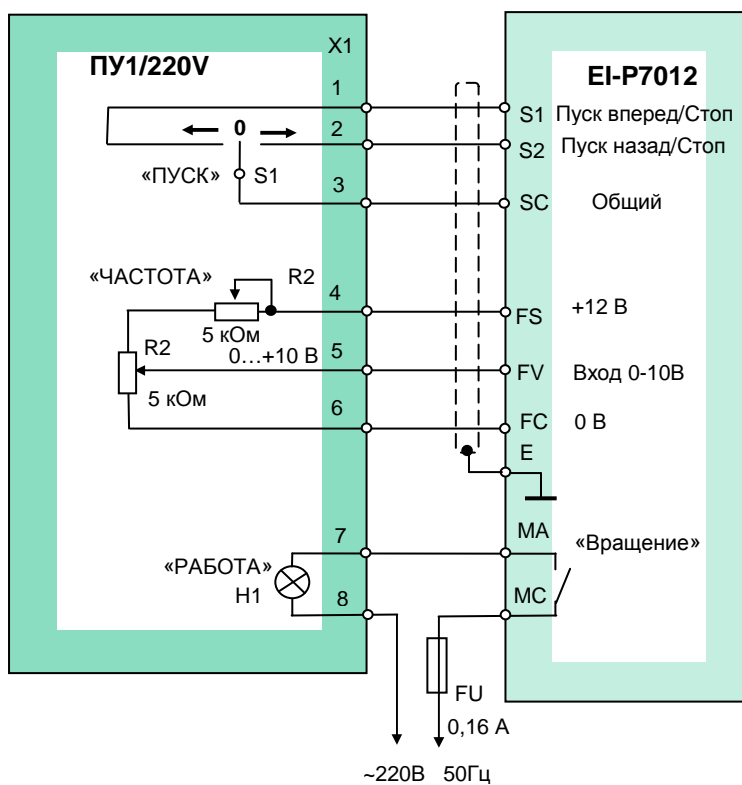 ПУ1/220V
X1
EI-P7012
1
S1 Пуск вперед/Стоп
0
2
S2 Пуск назад/Стоп
«ПУСК» S1
3
SC Общий
«ЧАСТОТА» R2
4
FS +12 В
5 кОм
R2
0…+10 В
5
FV Вход 0-10В
5 кОм
6
FC 0 В
E
7
MA
«Вращение»
«РАБОТА»
H1
8
MC
FU
0,16 А
~220В 50Гц